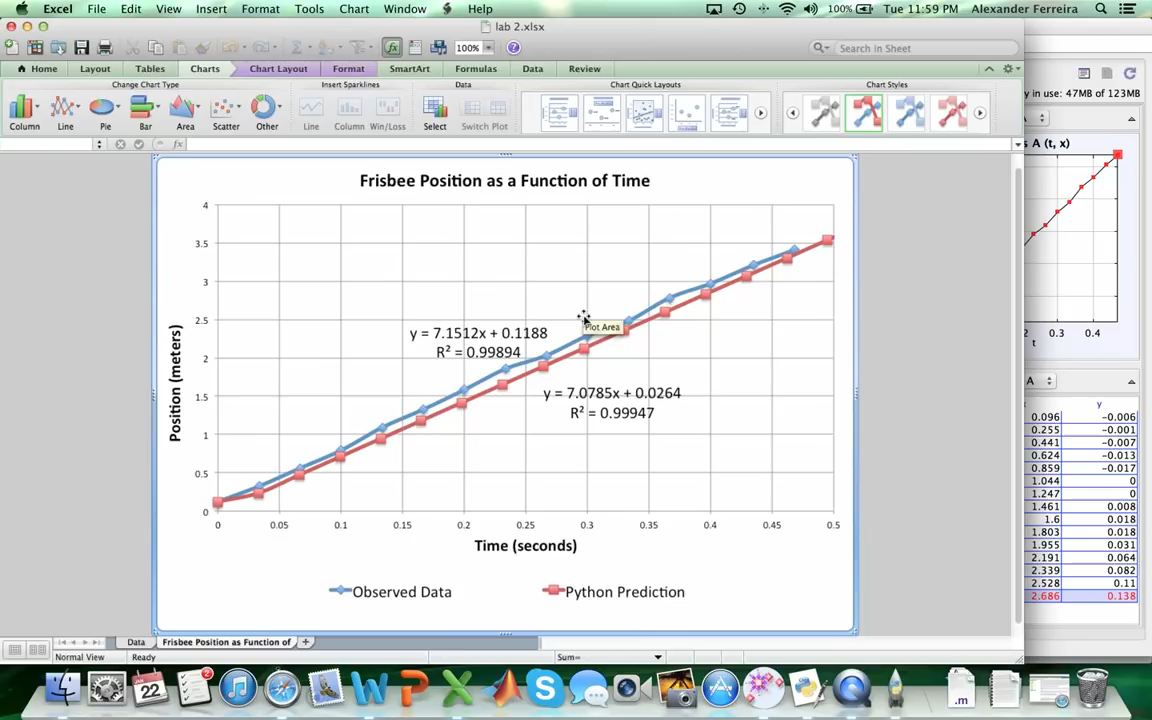 Excel File Edit View Insert Format Tools Chart Window Help 100% Tue 11:59 PM Alexander Ferreira
lab 2.xlsx
100% Search in Sheet
Home Layout Tables Charts Chart Layout Format SmartArt Formulas Data Review
Change Chart Type Insert Sparklines Data Chart Quick Layouts Chart Styles
Column Line Pie Bar Area Scatter Other Line Column Win/Loss Select Switch Plot
y in use: 47MB of 123MB
fx
A (t, x)
Frisbee Position as a Function of Time
4
3.5
3
2.5
2
1.5
1
0.5
0
Position (meters)
y = 7.1512x + 0.1188
R² = 0.99894
Plot Area
y = 7.0785x + 0.0264
R² = 0.99947
0 0.05 0.1 0.15 0.2 0.25 0.3 0.35 0.4 0.45 0.5
Time (seconds)
Observed Data Python Prediction
0.2 0.4
t
A
y
0.096 -0.006
0.255 -0.001
0.441 -0.007
0.624 -0.013
0.859 -0.017
1.044 0
1.247 0
1.461 0.008
1.6 0.018
1.803 0.018
1.955 0.031
2.191 0.064
2.339 0.082
2.528 0.11
2.686 0.138
Data Frisbee Position as Function of
Normal View Ready Sum=
JAN 22 2
.m